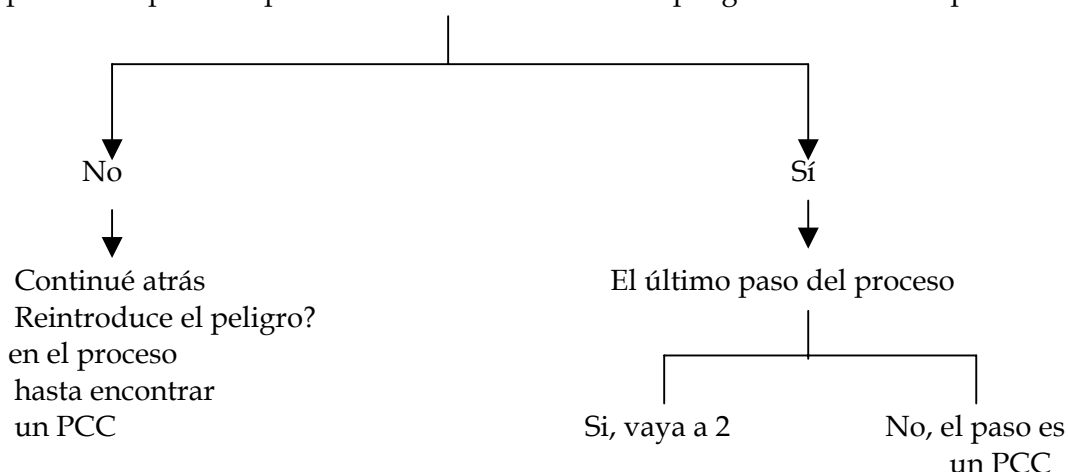 No
Sí
Continué atrás
Reintroduce el peligro?
en el proceso
hasta encontrar
un PCC
El último paso del proceso
Si, vaya a 2
No, el paso es
un PCC